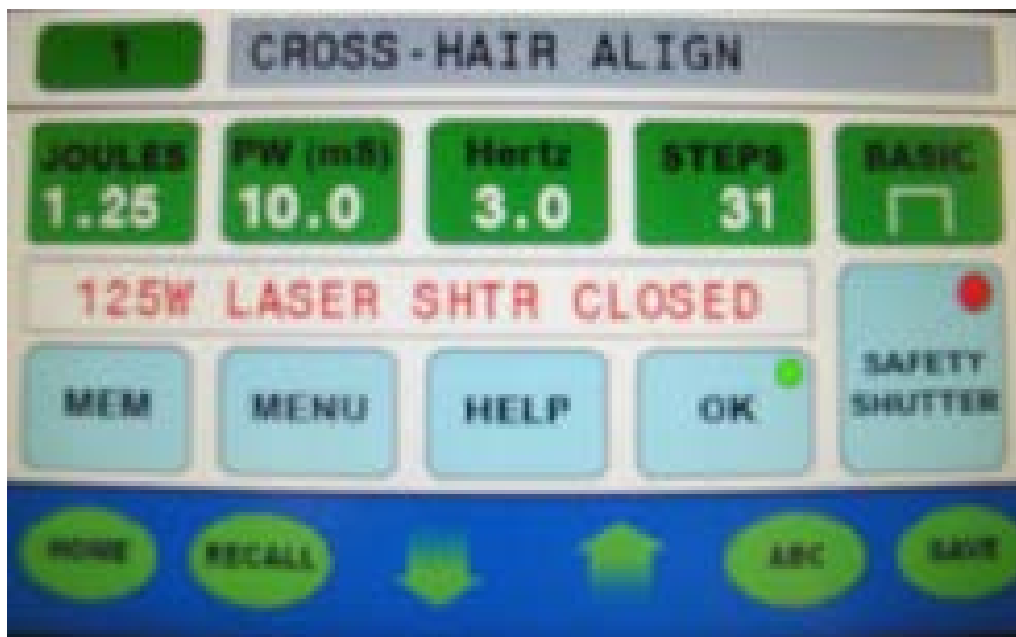 1 CROSS-HAIR ALIGN
JOULES PW (mS) Hertz STEPS BASIC
1.25 10.0 3.0 31
125W LASER SHTR CLOSED
SAFETY
MEM MENU HELP OK SHUTTER
HOME RECALL ABC SAVE